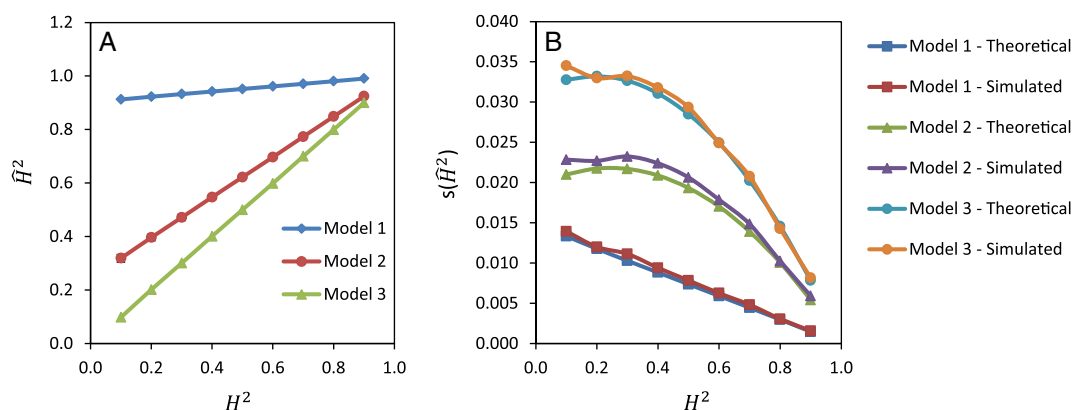 A
1.2
1.0
0.8
0.6
0.4
0.2
0.0
Ĥ²
0.0 0.2 0.4 0.6 0.8 1.0
H²
Model 1
Model 2
Model 3
B
0.040
0.035
0.030
0.025
0.020
0.015
0.010
0.005
0.000
s(Ĥ²)
0.0 0.2 0.4 0.6 0.8 1.0
H²
Model 1 - Theoretical
Model 1 - Simulated
Model 2 - Theoretical
Model 2 - Simulated
Model 3 - Theoretical
Model 3 - Simulated